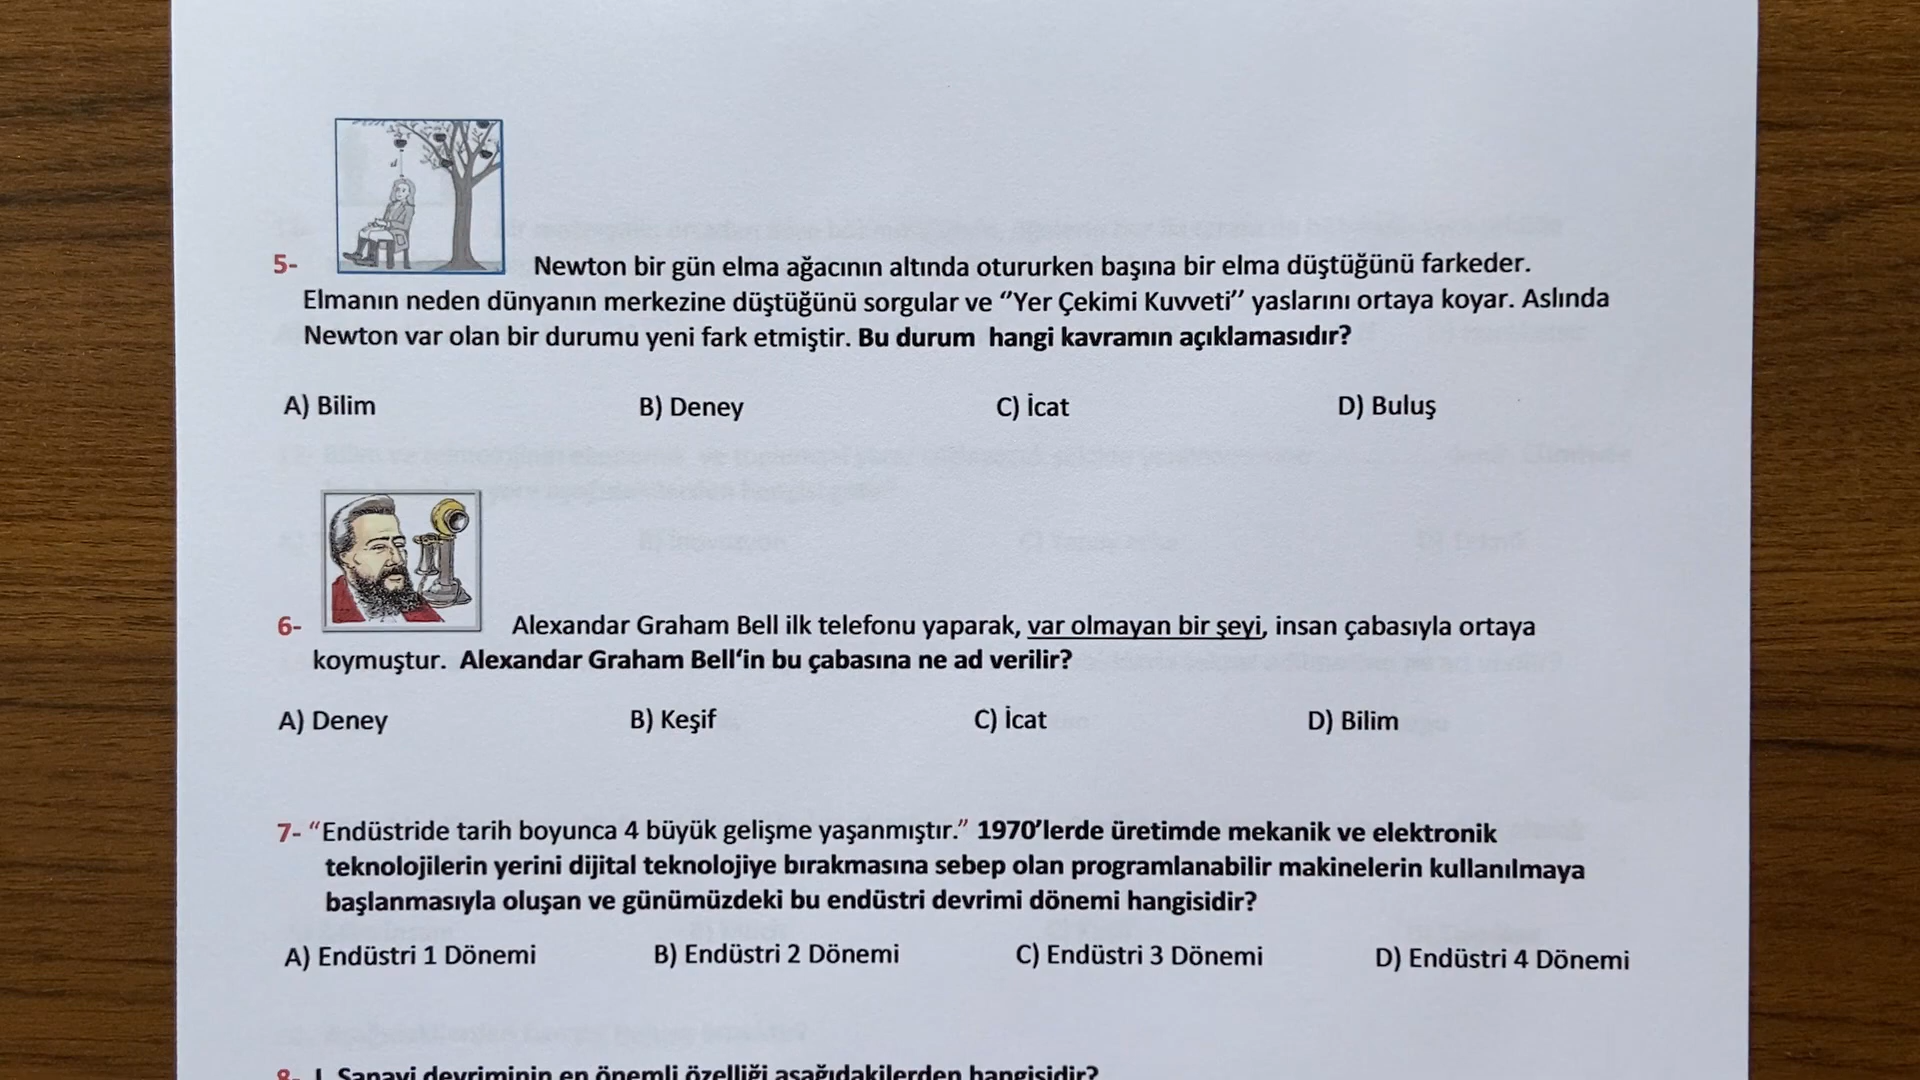 5- Newton bir gün elma ağacının altında otururken başına bir elma düştüğünü farkeder.
Elmanın neden dünyanın merkezine düştüğünü sorgular ve ‘’Yer Çekimi Kuvveti’’ yaslarını ortaya koyar. Aslında
Newton var olan bir durumu yeni fark etmiştir. Bu durum hangi kavramın açıklamasıdır?
A) Bilim B) Deney C) İcat D) Buluş
6- Alexandar Graham Bell ilk telefonu yaparak, var olmayan bir şeyi, insan çabasıyla ortaya
koymuştur. Alexandar Graham Bell‘in bu çabasına ne ad verilir?
A) Deney B) Keşif C) İcat D) Bilim
7- “Endüstride tarih boyunca 4 büyük gelişme yaşanmıştır.” 1970’lerde üretimde mekanik ve elektronik
teknolojilerin yerini dijital teknolojiye bırakmasına sebep olan programlanabilir makinelerin kullanılmaya
başlanmasıyla oluşan ve günümüzdeki bu endüstri devrimi dönemi hangisidir?
A) Endüstri 1 Dönemi B) Endüstri 2 Dönemi C) Endüstri 3 Dönemi D) Endüstri 4 Dönemi
8- I. Sanayi devriminin en önemli özelliği aşağıdakilerden hangisidir?